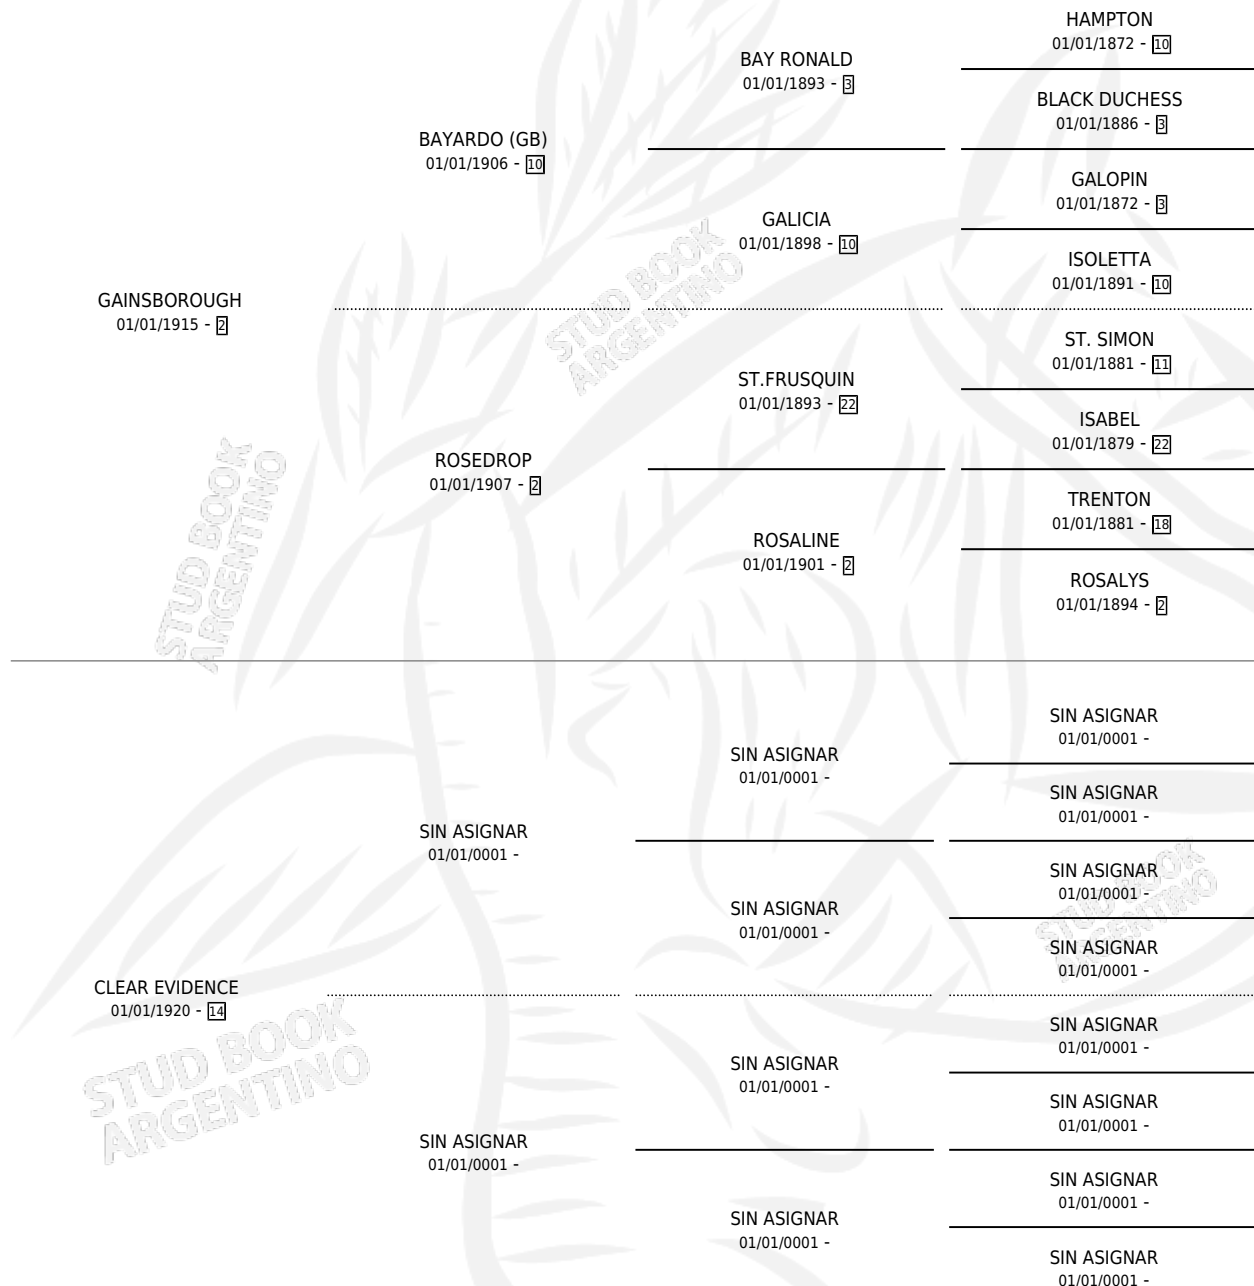 HAMPTON
01/01/1872 - 10
BAY RONALD
01/01/1893 - 3
BLACK DUCHESS
01/01/1886 - 3
BAYARDO (GB)
01/01/1906 - 10
GALOPIN
01/01/1872 - 3
GALICIA
01/01/1898 - 10
ISOLETTA
01/01/1891 - 10
GAINSBOROUGH
01/01/1915 - 2
ST. SIMON
01/01/1881 - 11
ST.FRUSQUIN
01/01/1893 - 22
ISABEL
01/01/1879 - 22
ROSEDROP
01/01/1907 - 2
TRENTON
01/01/1881 - 18
ROSALINE
01/01/1901 - 2
ROSALYS
01/01/1894 - 2
STUD BOOK
ARGENTINO
STUD BOOK
ARGENTINO
SIN ASIGNAR
01/01/0001 -
SIN ASIGNAR
01/01/0001 -
SIN ASIGNAR
01/01/0001 -
SIN ASIGNAR
01/01/0001 -
SIN ASIGNAR
01/01/0001 -
SIN ASIGNAR
01/01/0001 -
SIN ASIGNAR
01/01/0001 -
CLEAR EVIDENCE
01/01/1920 - 14
SIN ASIGNAR
01/01/0001 -
SIN ASIGNAR
01/01/0001 -
SIN ASIGNAR
01/01/0001 -
SIN ASIGNAR
01/01/0001 -
SIN ASIGNAR
01/01/0001 -
SIN ASIGNAR
01/01/0001 -
SIN ASIGNAR
01/01/0001 -
STUD BOOK
ARGENTINO
STUD BOOK
ARGENTINO